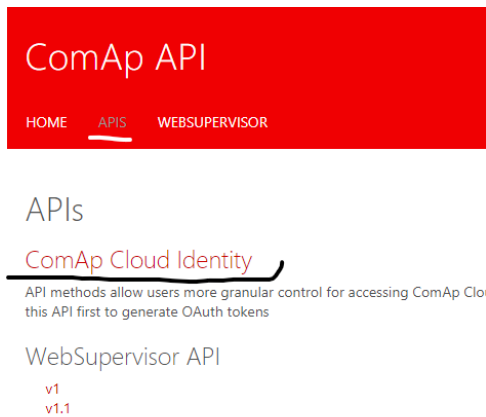 ComAp API
HOME APIS WEBSUPERVISOR
APIs
ComAp Cloud Identity
API methods allow users more granular control for accessing ComAp Clou
this API first to generate OAuth tokens
WebSupervisor API
v1
v1.1